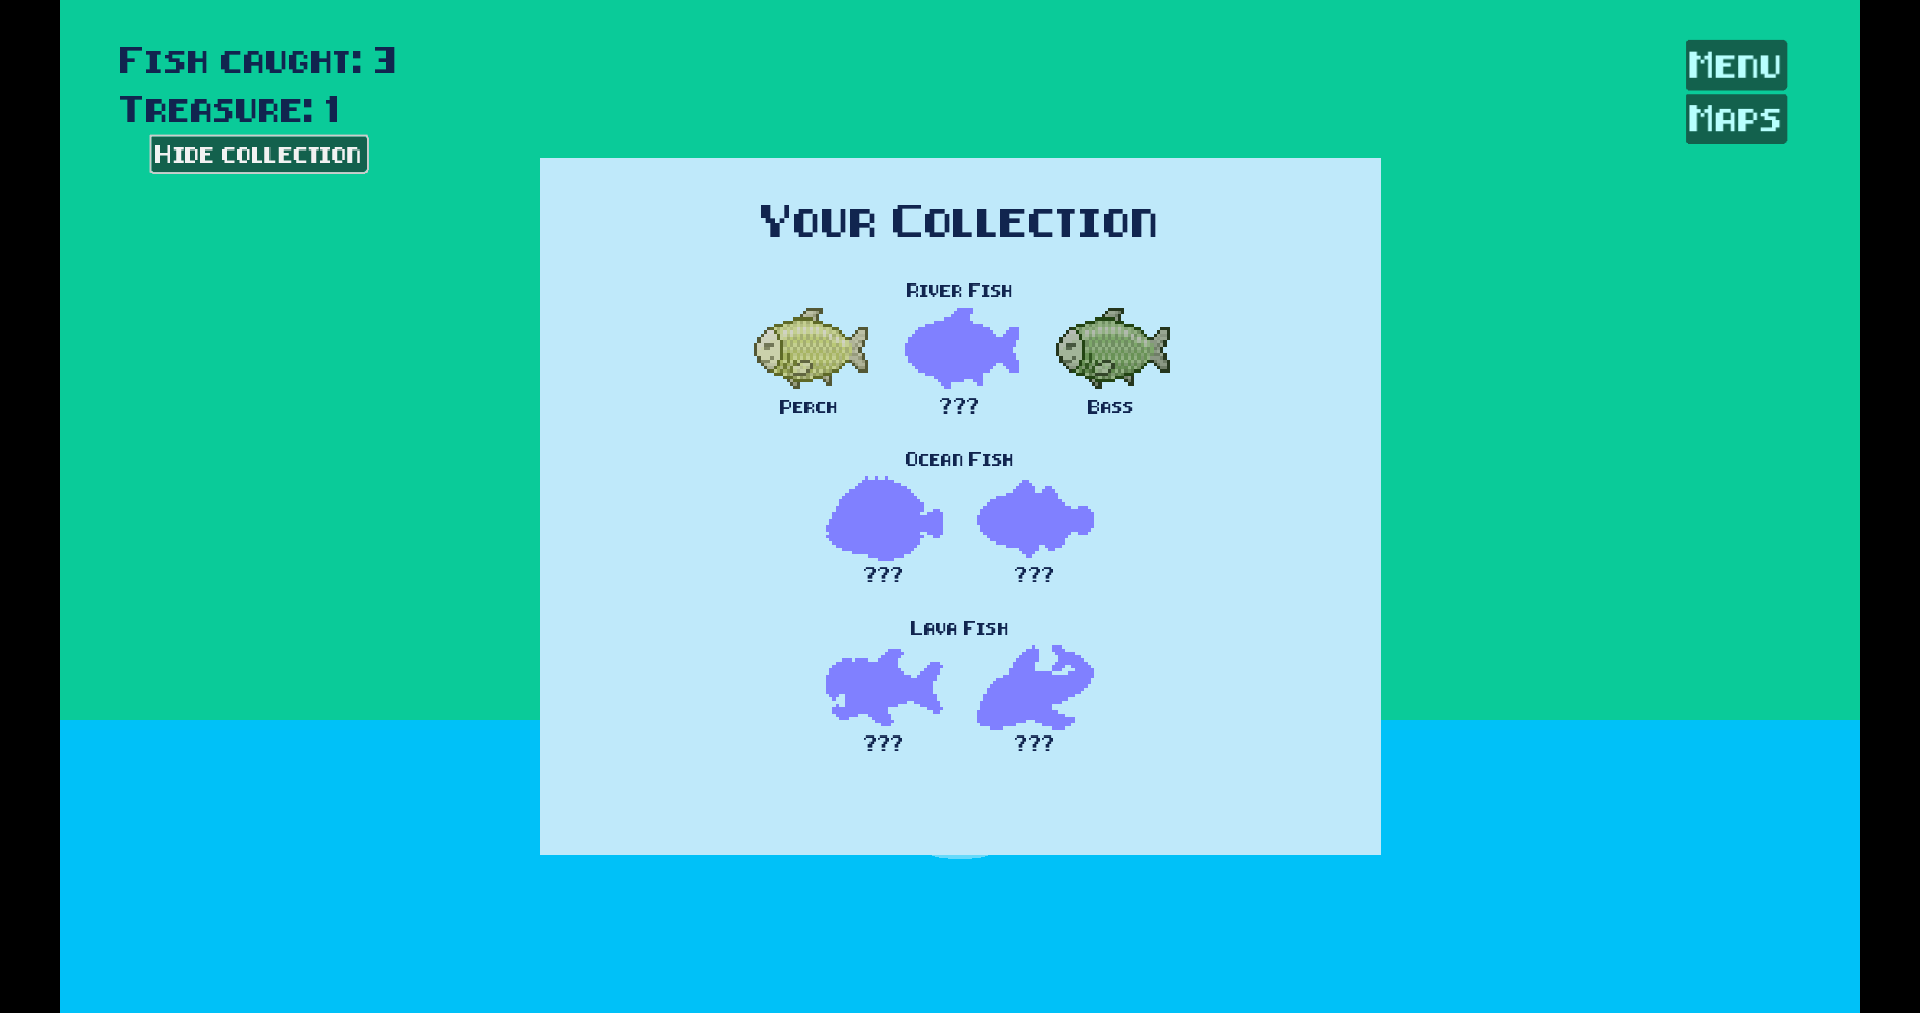 Fish caught: 3
Treasure: 1
Hide collection
Menu
Maps
Your Collection
River Fish
Perch
???
Bass
Ocean Fish
???
???
Lava Fish
???
???